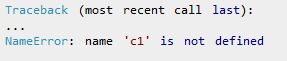 Traceback (most recent call last):
...
NameError: name 'c1' is not defined